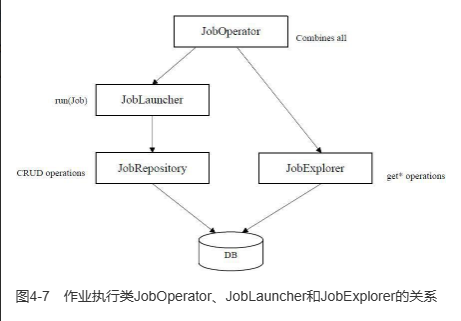 JobOperator
Combines all
run(Job)
JobLauncher
CRUD operations
JobRepository
JobExplorer
get* operations
DB
图4-7 作业执行类JobOperator、JobLauncher和JobExplorer的关系